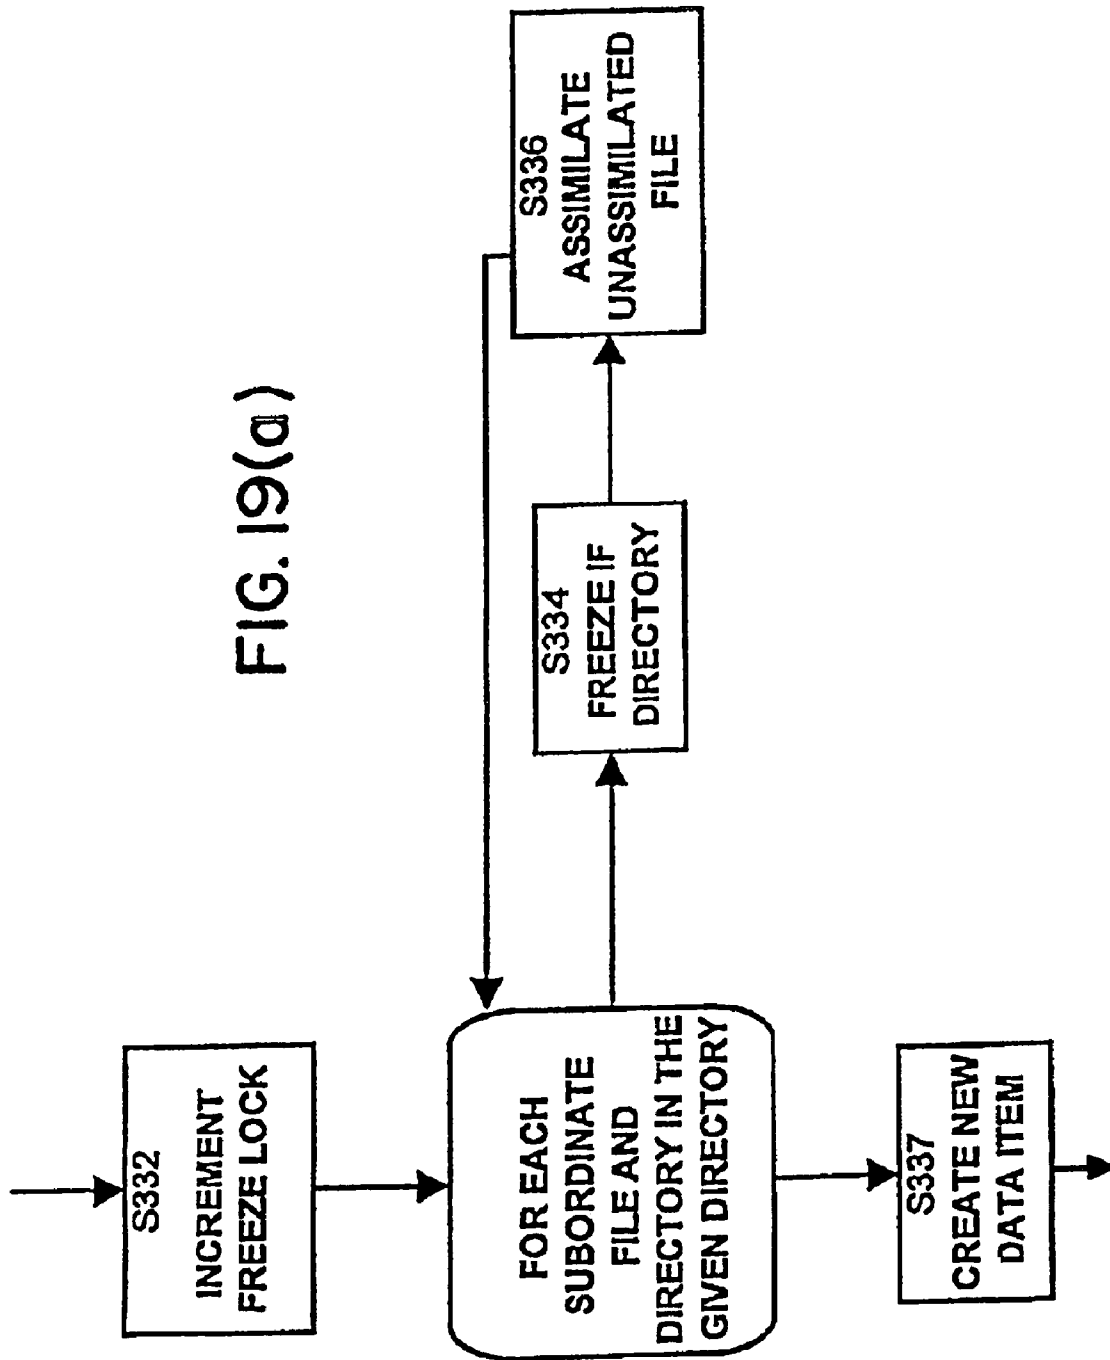 FIG. 19(a)
S332
INCREMENT
FREEZE LOCK
FOR EACH
SUBORDINATE
FILE AND
DIRECTORY IN THE
GIVEN DIRECTORY
S334
FREEZE IF
DIRECTORY
S336
ASSIMILATE
UNASSIMILATED
FILE
S337
CREATE NEW
DATA ITEM